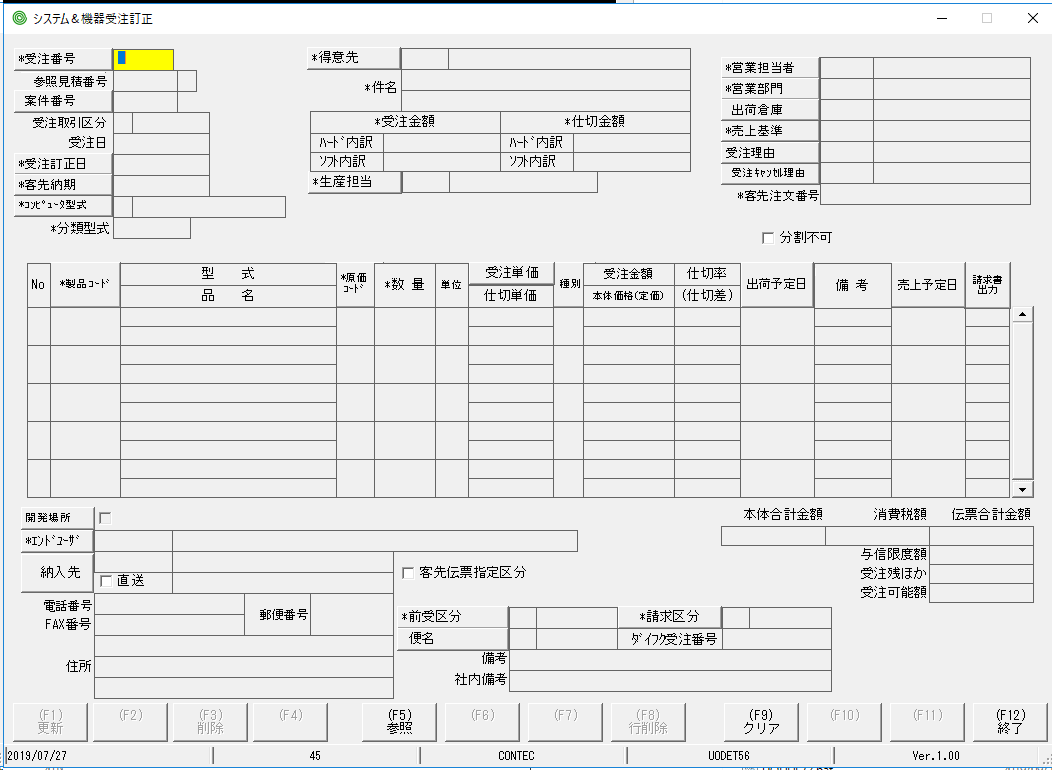 システム＆機器受注訂正
*受注番号
参照見積番号
案件番号
受注取引区分
受注日
*受注訂正日
*客先納期
*ｺﾝﾋﾟｭｰﾀ型式
*分類型式
*得意先
*件名
*受注金額 *仕切金額
ﾊｰﾄﾞ内訳 ﾊｰﾄﾞ内訳
ｿﾌﾄ内訳 ｿﾌﾄ内訳
*生産担当
*営業担当者
*営業部門
出荷倉庫
*売上基準
受注理由
受注ｷｬﾝｾﾙ理由
*客先注文番号
分割不可
No
*製品ｺｰﾄﾞ
型　　式
品　　名
*原価
ｺｰﾄﾞ
*数 量
単位
受注単価
仕切単価
種別
受注金額
本体価格(定価)
仕切率
(仕切差)
出荷予定日
備 考
売上予定日
請求書
出力
開発場所
*ｴﾝﾄﾞﾕｰｻﾞ
納入先
直送
電話番号
FAX番号
郵便番号
住所
客先伝票指定区分
本体合計金額 消費税額 伝票合計金額
与信限度額
受注残ほか
受注可能額
*前受区分 *請求区分
便名 ﾀﾞｲﾌｸ受注番号
備考
社内備考
(F1) (F2) (F3) (F4) (F5) (F6) (F7) (F8) (F9) (F10) (F11) (F12)
更新 削除 参照 行削除 クリア 終了
2019/07/27 45 CONTEC UODET56 Ver.1.00